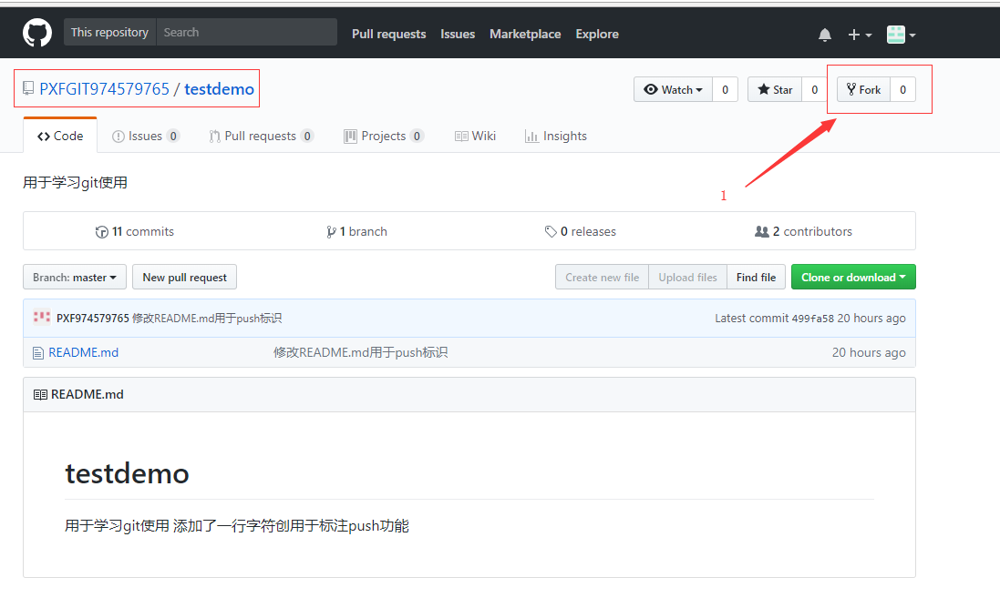 This repository Search Pull requests Issues Marketplace Explore
PXFGIT974579765 / testdemo Watch 0 Star 0 Fork 0
Code Issues 0 Pull requests 0 Projects 0 Wiki Insights
用于学习git使用
1
11 commits 1 branch 0 releases 2 contributors
Branch: master New pull request Create new file Upload files Find file Clone or download
PXF974579765 修改README.md用于push标识 Latest commit 499fa58 20 hours ago
README.md 修改README.md用于push标识 20 hours ago
README.md
testdemo
用于学习git使用 添加了一行字符创用于标注push功能